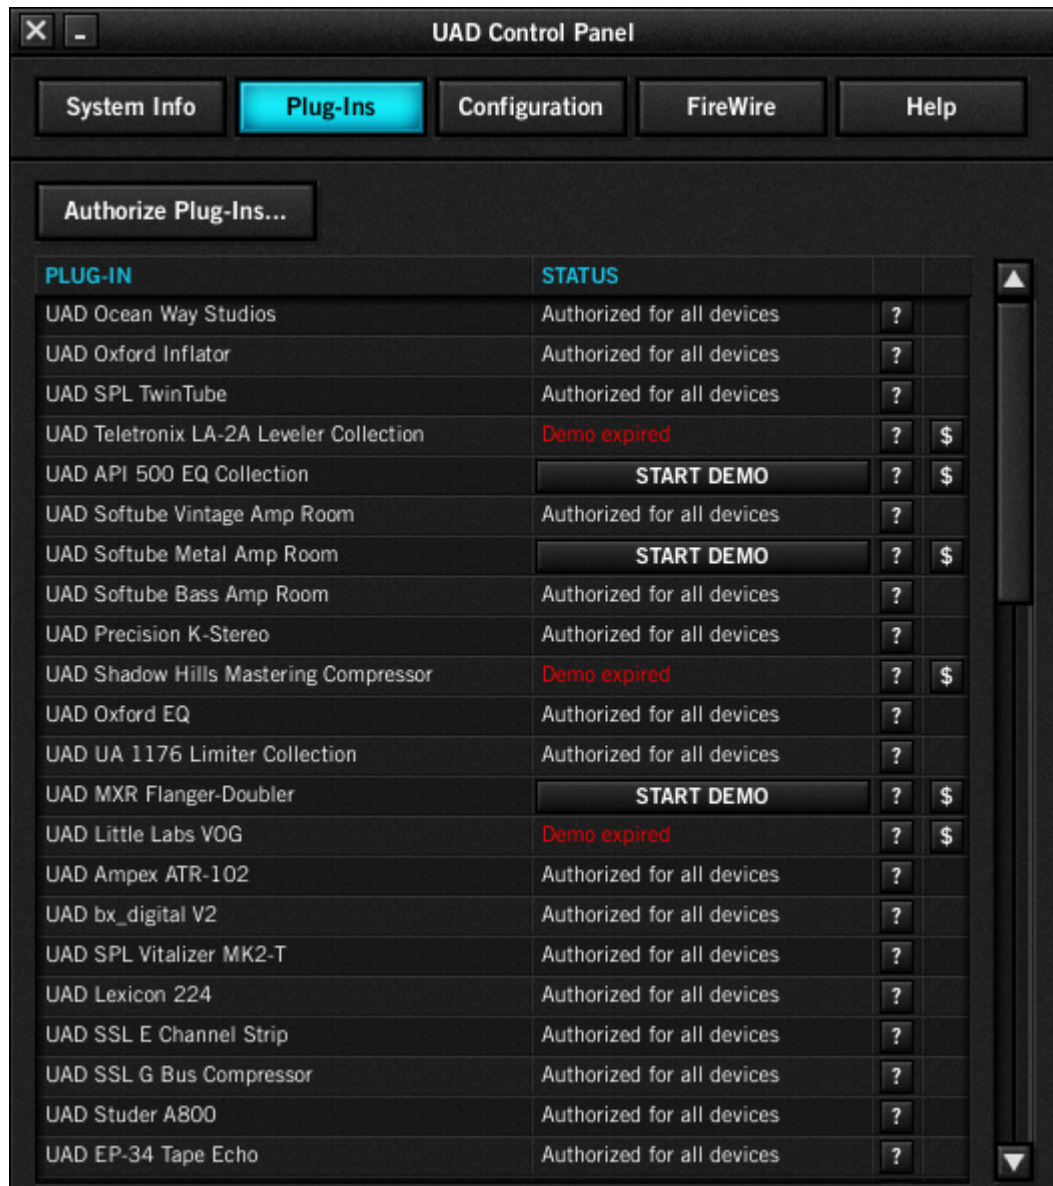 UAD Control Panel
System Info Plug-Ins Configuration FireWire Help
Authorize Plug-Ins...
PLUG-IN STATUS
UAD Ocean Way Studios Authorized for all devices ?
UAD Oxford Inflator Authorized for all devices ?
UAD SPL TwinTube Authorized for all devices ?
UAD Teletronix LA-2A Leveler Collection Demo expired ? $
UAD API 500 EQ Collection START DEMO ? $
UAD Softube Vintage Amp Room Authorized for all devices ?
UAD Softube Metal Amp Room START DEMO ? $
UAD Softube Bass Amp Room Authorized for all devices ?
UAD Precision K-Stereo Authorized for all devices ?
UAD Shadow Hills Mastering Compressor Demo expired ? $
UAD Oxford EQ Authorized for all devices ?
UAD UA 1176 Limiter Collection Authorized for all devices ?
UAD MXR Flanger-Doubler START DEMO ? $
UAD Little Labs VOG Demo expired ? $
UAD Ampex ATR-102 Authorized for all devices ?
UAD bx_digital V2 Authorized for all devices ?
UAD SPL Vitalizer MK2-T Authorized for all devices ?
UAD Lexicon 224 Authorized for all devices ?
UAD SSL E Channel Strip Authorized for all devices ?
UAD SSL G Bus Compressor Authorized for all devices ?
UAD Studer A800 Authorized for all devices ?
UAD EP-34 Tape Echo Authorized for all devices ?